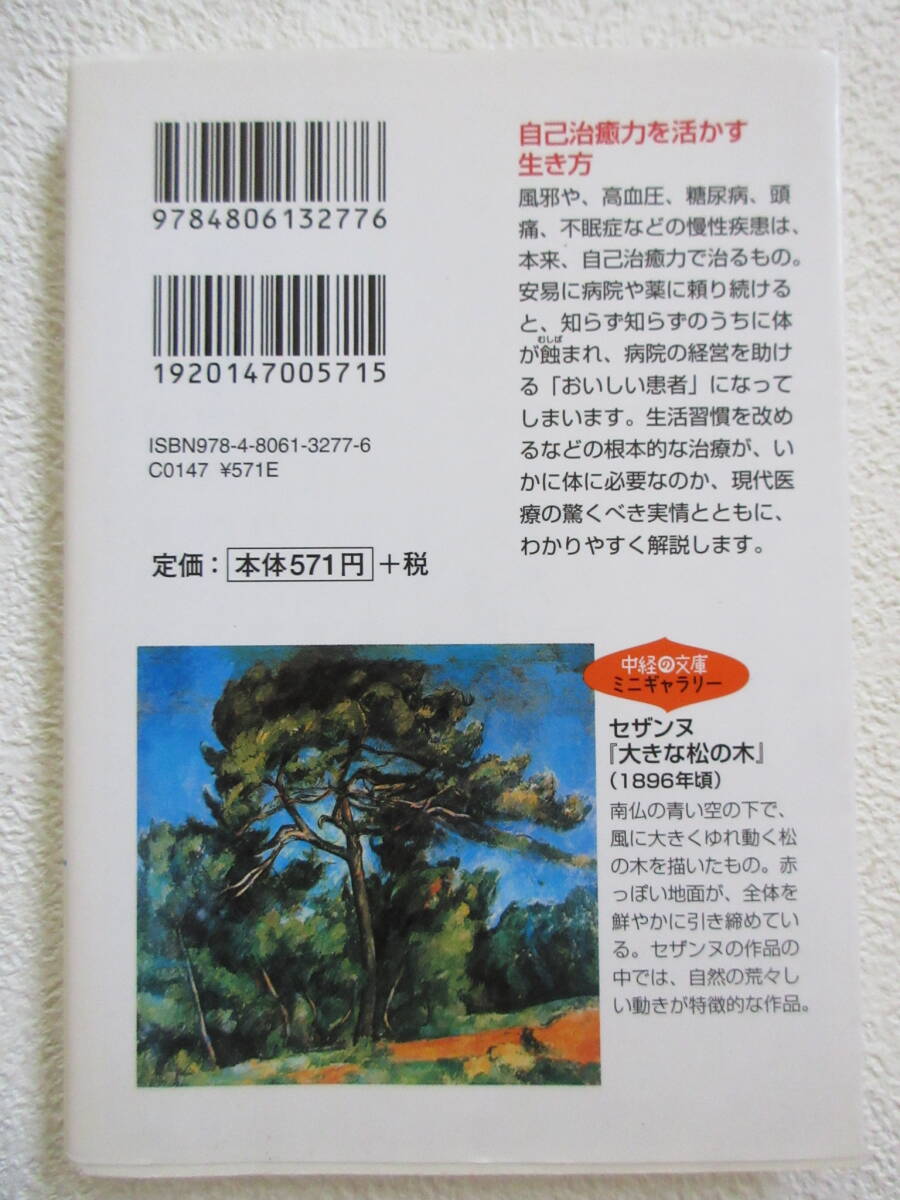 9784806132776
1920147005715
ISBN978-4-8061-3277-6
C0147 ¥571E
定価：本体571円＋税
自己治癒力を活かす
生き方
風邪や、高血圧、糖尿病、頭
痛、不眠症などの慢性疾患は、
本来、自己治癒力で治るもの。
安易に病院や薬に頼り続ける
と、知らず知らずのうちに体
むしば
が蝕まれ、病院の経営を助け
る「おいしい患者」になって
しまいます。生活習慣を改め
るなどの根本的な治療が、い
かに体に必要なのか、現代医
療の驚くべき実情とともに、
わかりやすく解説します。
中経の文庫
ミニギャラリー
セザンヌ
『大きな松の木』
（1896年頃）
南仏の青い空の下で、
風に大きくゆれ動く松
の木を描いたもの。赤
っぽい地面が、全体を
鮮やかに引き締めてい
る。セザンヌの作品の
中では、自然の荒々し
い動きが特徴的な作品。